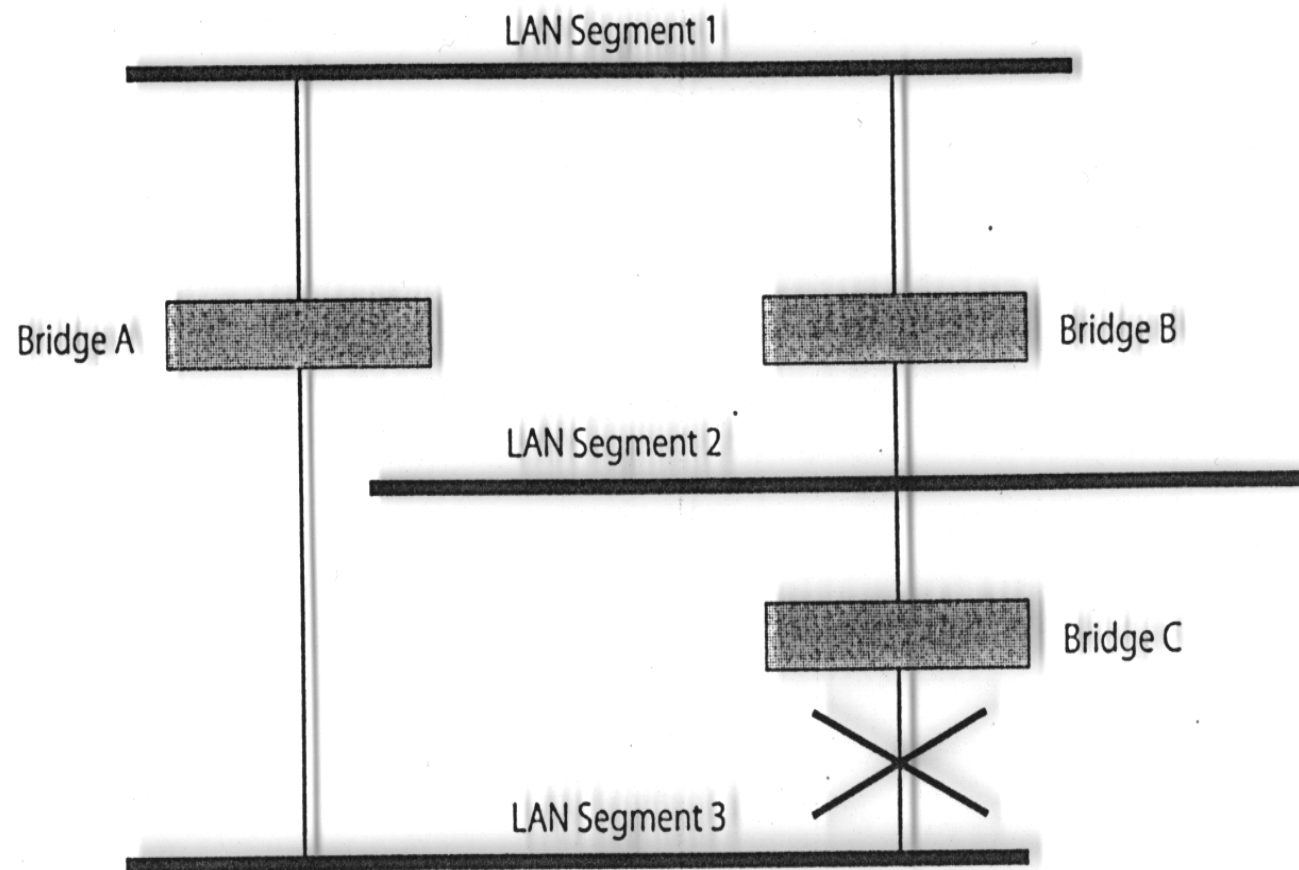 LAN Segment 1
Bridge A
Bridge B
LAN Segment 2
Bridge C
LAN Segment 3